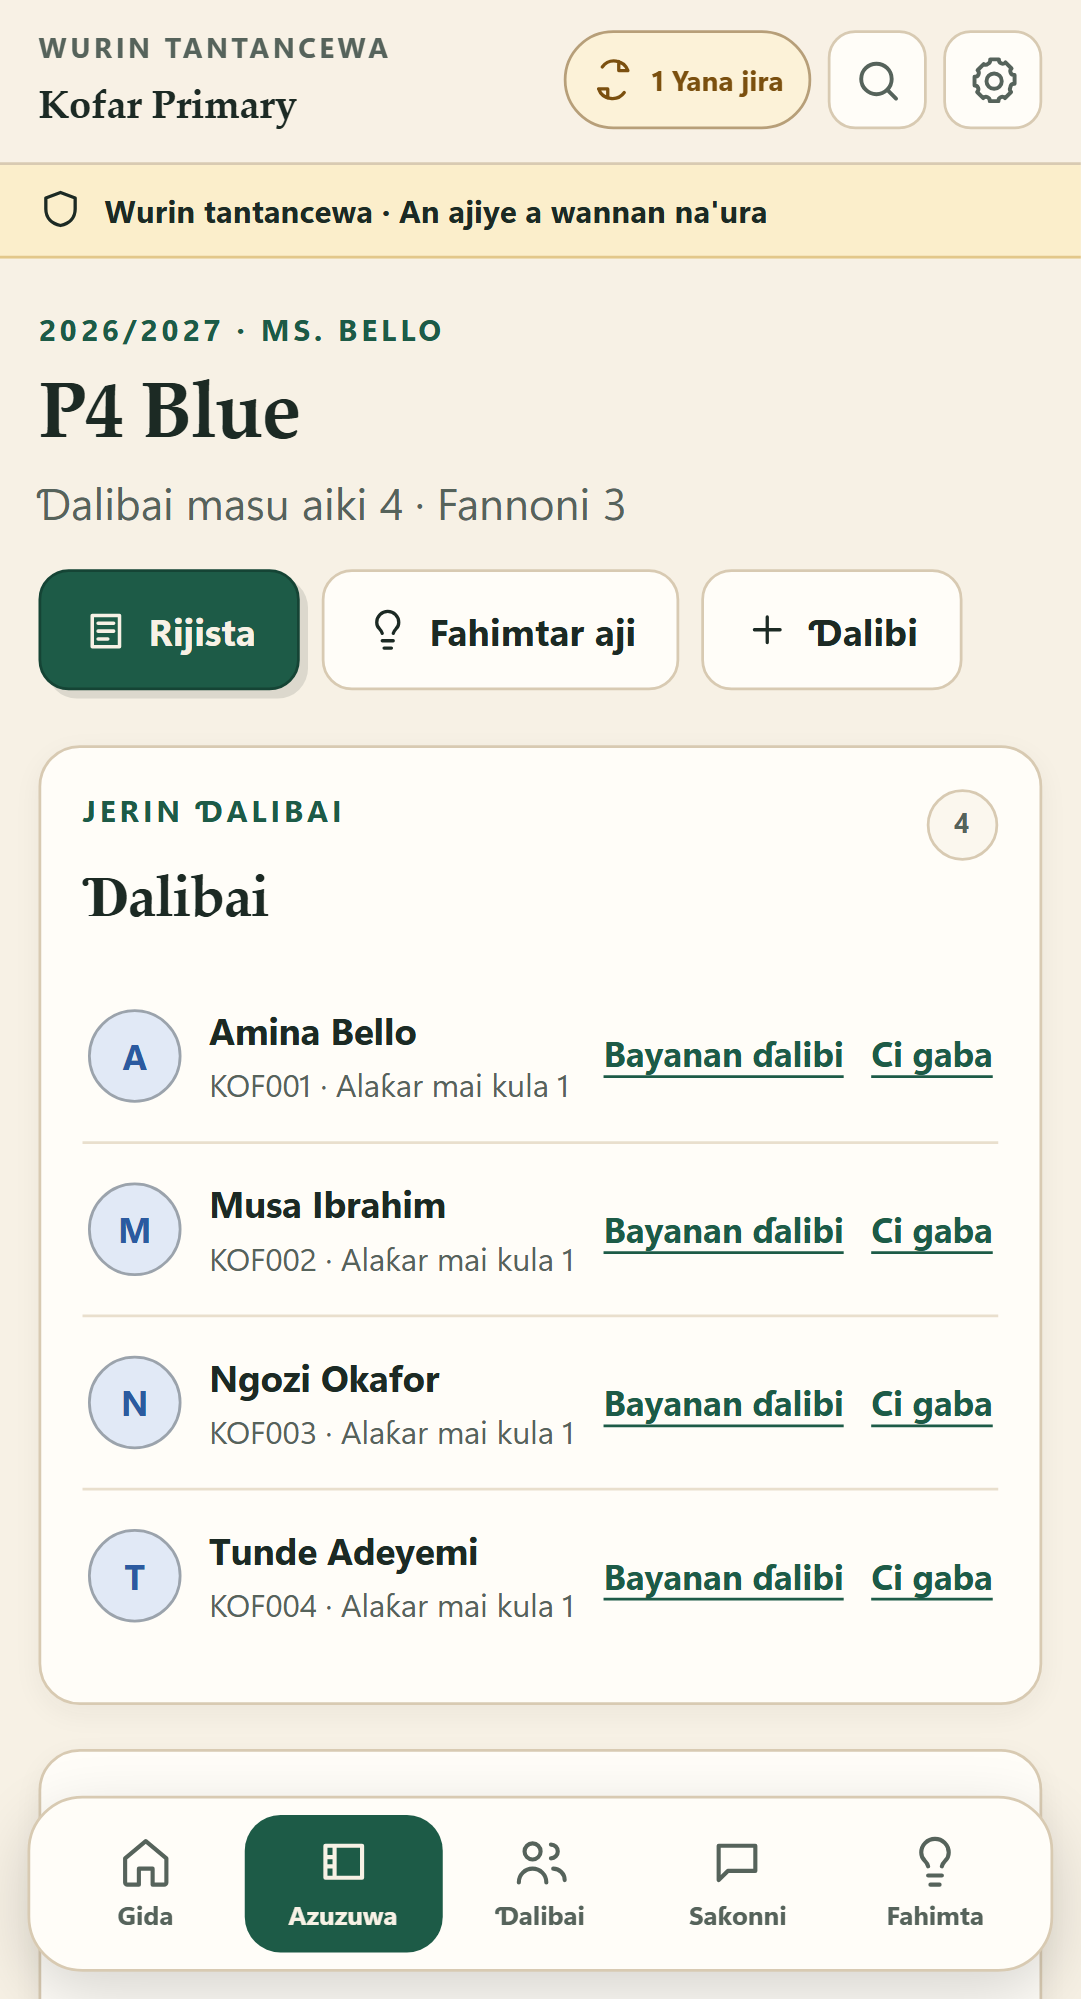 WURIN TANTANCEWA
Kofar Primary
1 Yana jira
Wurin tantancewa · An ajiye a wannan na'ura
2026/2027 · MS. BELLO
P4 Blue
Ɗalibai masu aiki 4 · Fannoni 3
Rijista
Fahimtar aji
Ɗalibi
JERIN ƊALIBAI
4
Ɗalibai
A
Amina Bello
KOF001 · Alaƙar mai kula 1
Bayanan ɗalibi
Ci gaba
M
Musa Ibrahim
KOF002 · Alaƙar mai kula 1
Bayanan ɗalibi
Ci gaba
N
Ngozi Okafor
KOF003 · Alaƙar mai kula 1
Bayanan ɗalibi
Ci gaba
T
Tunde Adeyemi
KOF004 · Alaƙar mai kula 1
Bayanan ɗalibi
Ci gaba
Gida
Azuzuwa
Ɗalibai
Saƙonni
Fahimta